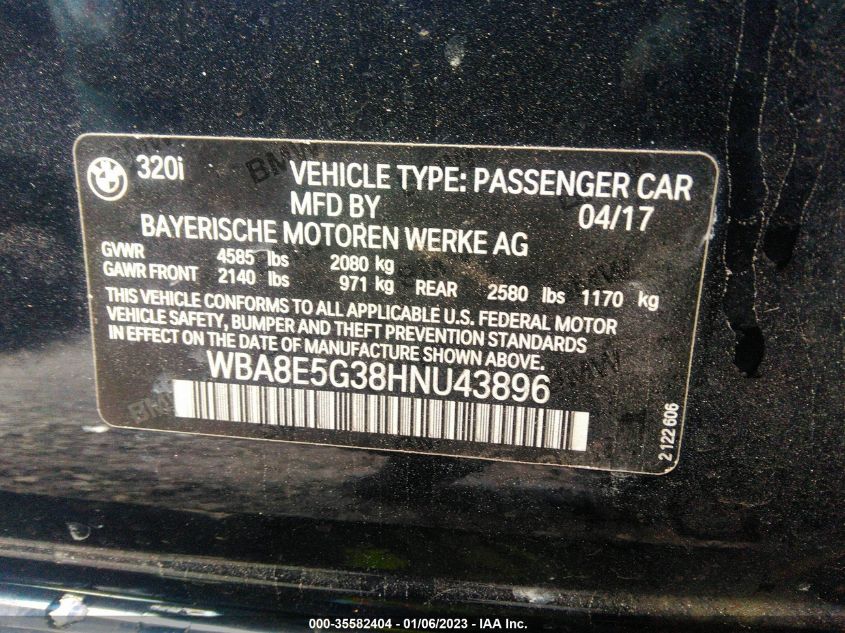 320i
VEHICLE TYPE: PASSENGER CAR
MFD BY 04/17
BAYERISCHE MOTOREN WERKE AG
GVWR 4585 lbs 2080 kg
GAWR FRONT 2140 lbs 971 kg REAR 2580 lbs 1170 kg
THIS VEHICLE CONFORMS TO ALL APPLICABLE U.S. FEDERAL MOTOR
VEHICLE SAFETY, BUMPER AND THEFT PREVENTION STANDARDS
IN EFFECT ON THE DATE OF MANUFACTURE SHOWN ABOVE.
WBA8E5G38HNU43896
2 122 606
000-35582404 - 01/06/2023 - © IAA Inc.